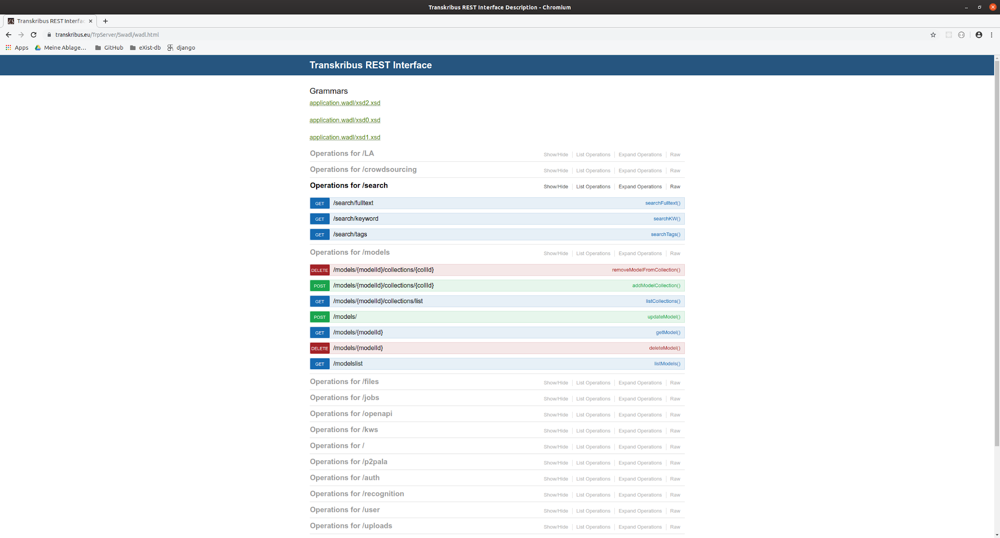 Transkribus REST Interface Description - Chromium
Transkribus REST Interfac
transkribus.eu/TrpServer/Swadl/wadl.html
Apps Meine Ablage... GitHub eXist-db django
Transkribus REST Interface
Grammars
application.wadl/xsd2.xsd
application.wadl/xsd0.xsd
application.wadl/xsd1.xsd
Operations for /LA Show/Hide List Operations Expand Operations Raw
Operations for /crowdsourcing Show/Hide List Operations Expand Operations Raw
Operations for /search Show/Hide List Operations Expand Operations Raw
GET /search/fulltext searchFulltext()
GET /search/keyword searchKW()
GET /search/tags searchTags()
Operations for /models Show/Hide List Operations Expand Operations Raw
DELETE /models/{modelId}/collections/{collId} removeModelFromCollection()
POST /models/{modelId}/collections/{collId} addModelCollection()
GET /models/{modelId}/collections/list listCollections()
POST /models/ updateModel()
GET /models/{modelId} getModel()
DELETE /models/{modelId} deleteModel()
GET /modelslist listModels()
Operations for /files Show/Hide List Operations Expand Operations Raw
Operations for /jobs Show/Hide List Operations Expand Operations Raw
Operations for /openapi Show/Hide List Operations Expand Operations Raw
Operations for /kws Show/Hide List Operations Expand Operations Raw
Operations for / Show/Hide List Operations Expand Operations Raw
Operations for /p2pala Show/Hide List Operations Expand Operations Raw
Operations for /auth Show/Hide List Operations Expand Operations Raw
Operations for /recognition Show/Hide List Operations Expand Operations Raw
Operations for /user Show/Hide List Operations Expand Operations Raw
Operations for /uploads Show/Hide List Operations Expand Operations Raw